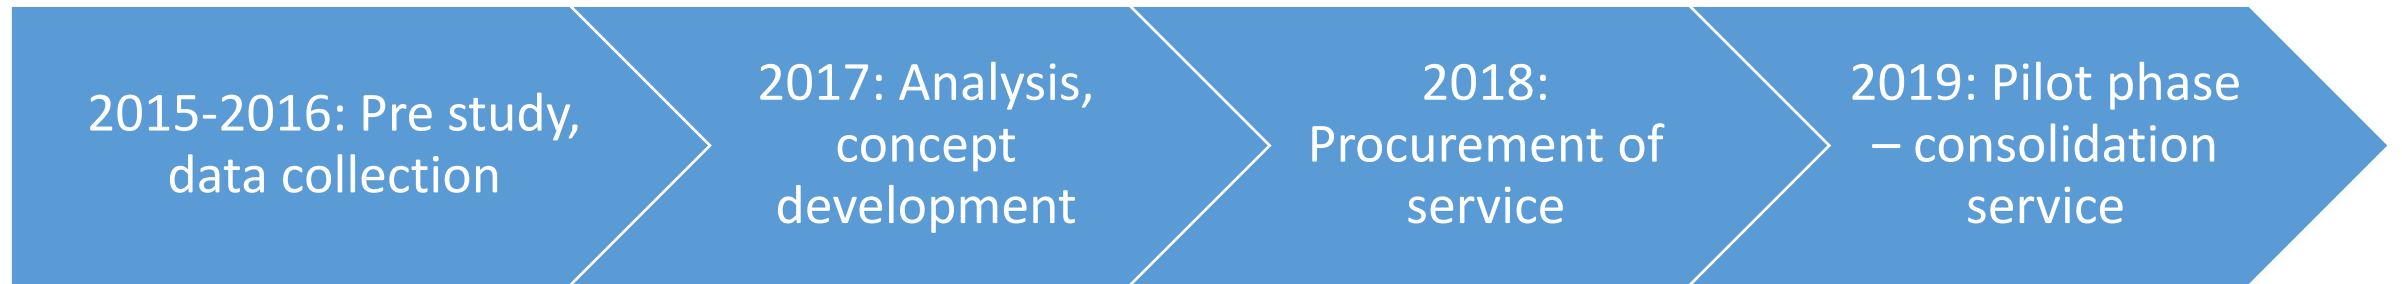 2015-2016: Pre study,
data collection
2017: Analysis,
concept
development
2018:
Procurement of
service
2019: Pilot phase
– consolidation
service